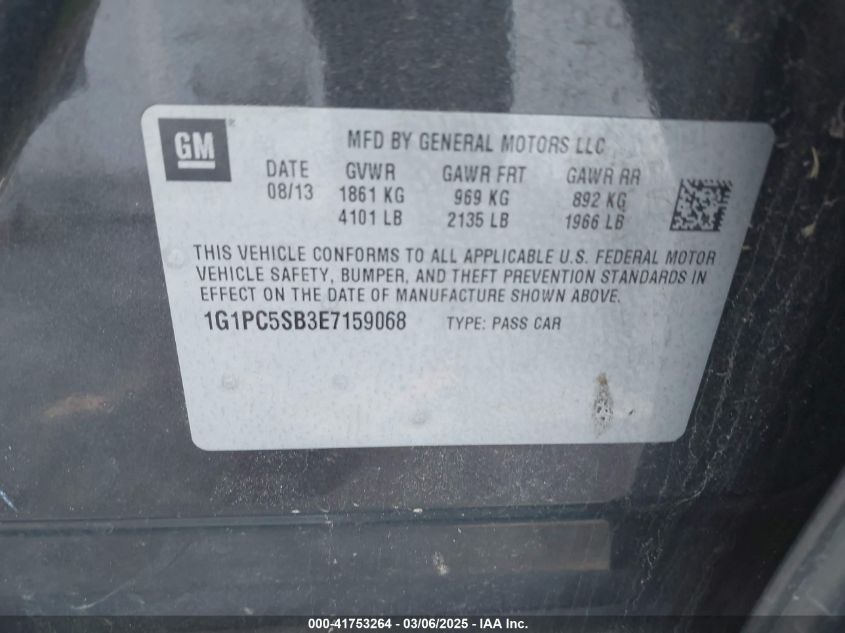 GM
MFD BY GENERAL MOTORS LLC
DATE GVWR GAWR FRT GAWR RR
08/13 1861 KG 969 KG 892 KG
4101 LB 2135 LB 1966 LB
THIS VEHICLE CONFORMS TO ALL APPLICABLE U.S. FEDERAL MOTOR
VEHICLE SAFETY, BUMPER, AND THEFT PREVENTION STANDARDS IN
EFFECT ON THE DATE OF MANUFACTURE SHOWN ABOVE.
1G1PC5SB3E7159068 TYPE: PASS CAR
000-41753264 - 03/06/2025 - IAA Inc.